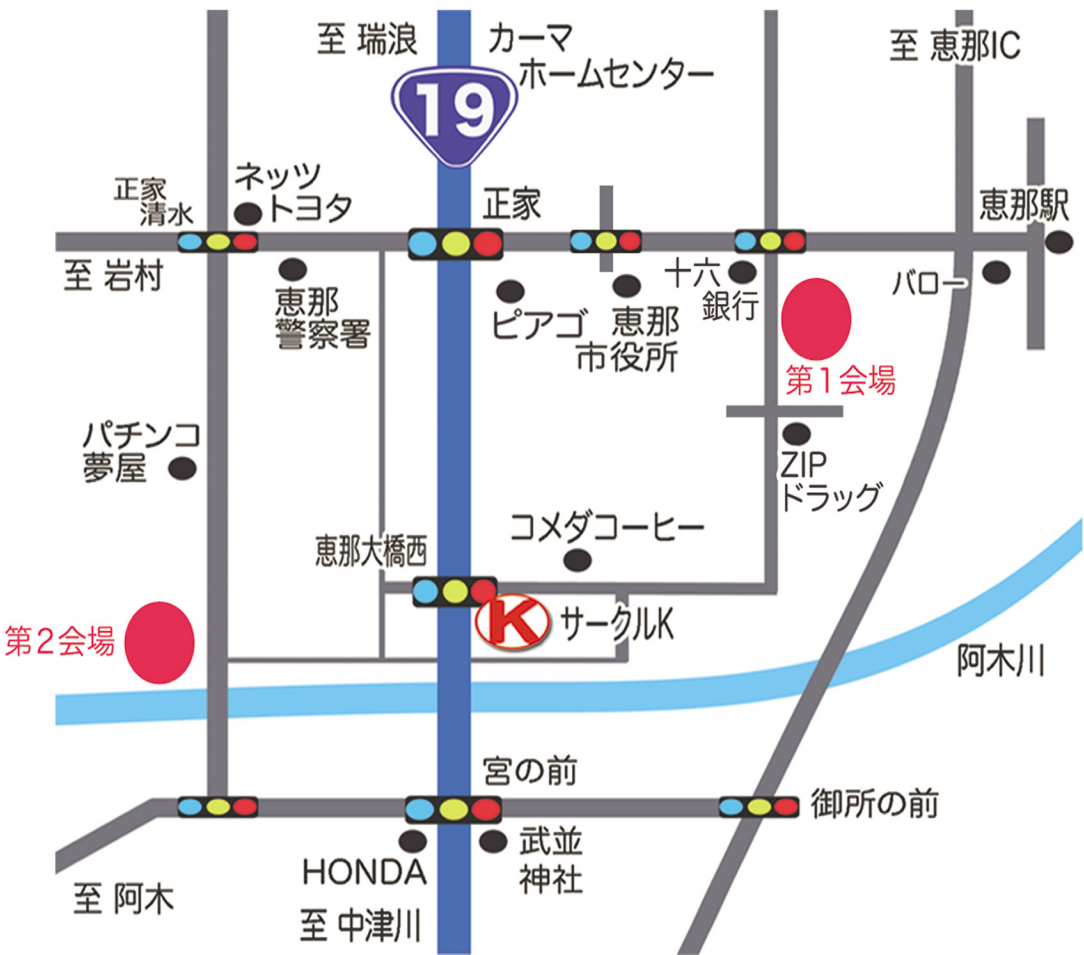 至 瑞浪
カーマ
ホームセンター
至 恵那IC
19
ネッツ
トヨタ
正家
清水
正家
恵那駅
至 岩村
恵那
警察署
ピアゴ
恵那
市役所
十六
銀行
バロー
第1会場
パチンコ
夢屋
ZIP
ドラッグ
コメダコーヒー
恵那大橋西
K
サークルK
第2会場
阿木川
宮の前
御所の前
HONDA
武並
神社
至 阿木
至 中津川